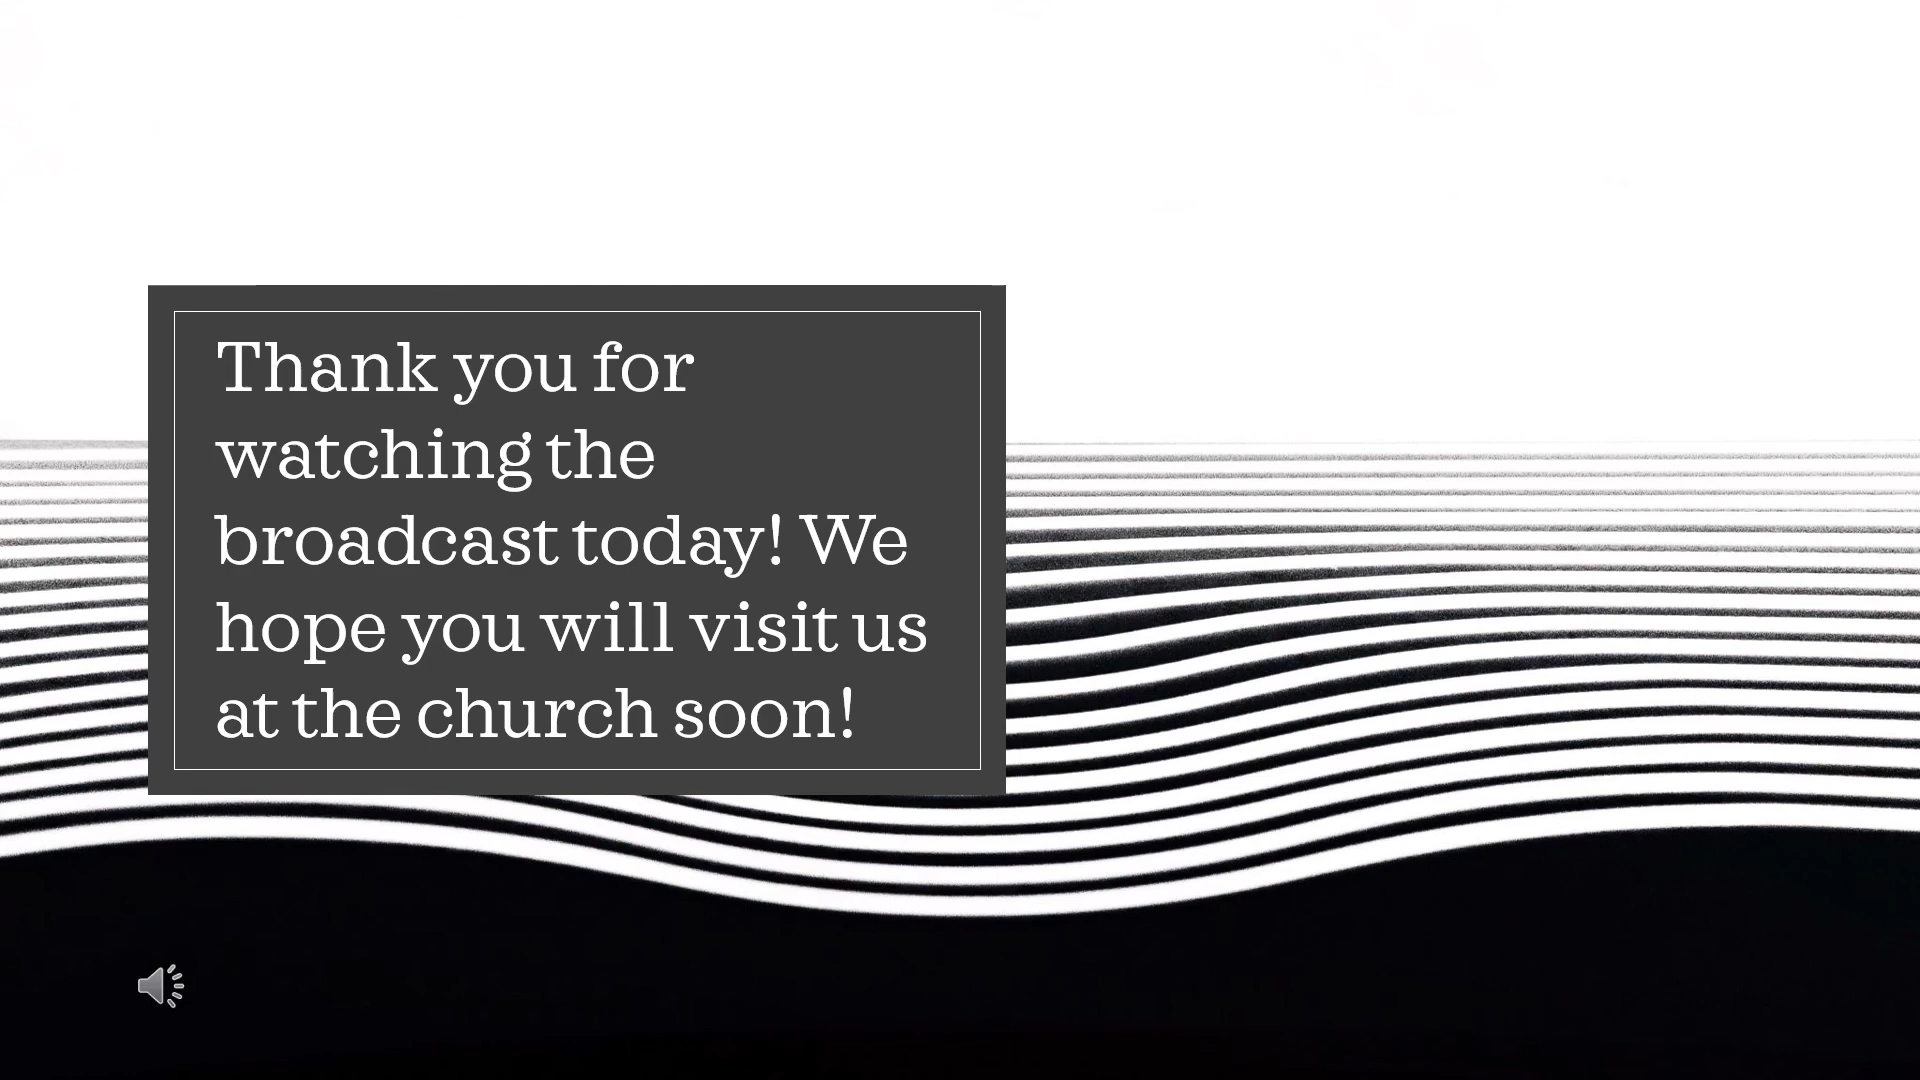 Thank you for
watching the
broadcast today! We
hope you will visit us
at the church soon!